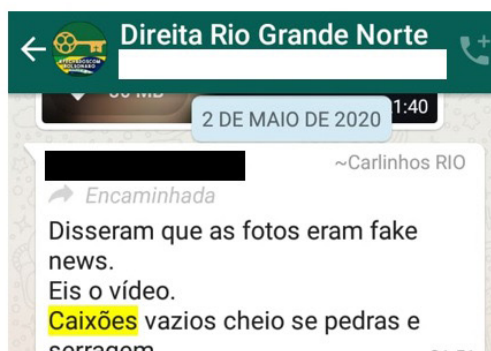 Direita Rio Grande Norte
1:40
2 DE MAIO DE 2020
~Carlinhos RIO
Encaminhada
Disseram que as fotos eram fake
news.
Eis o vídeo.
Caixões vazios cheio se pedras e
serragem